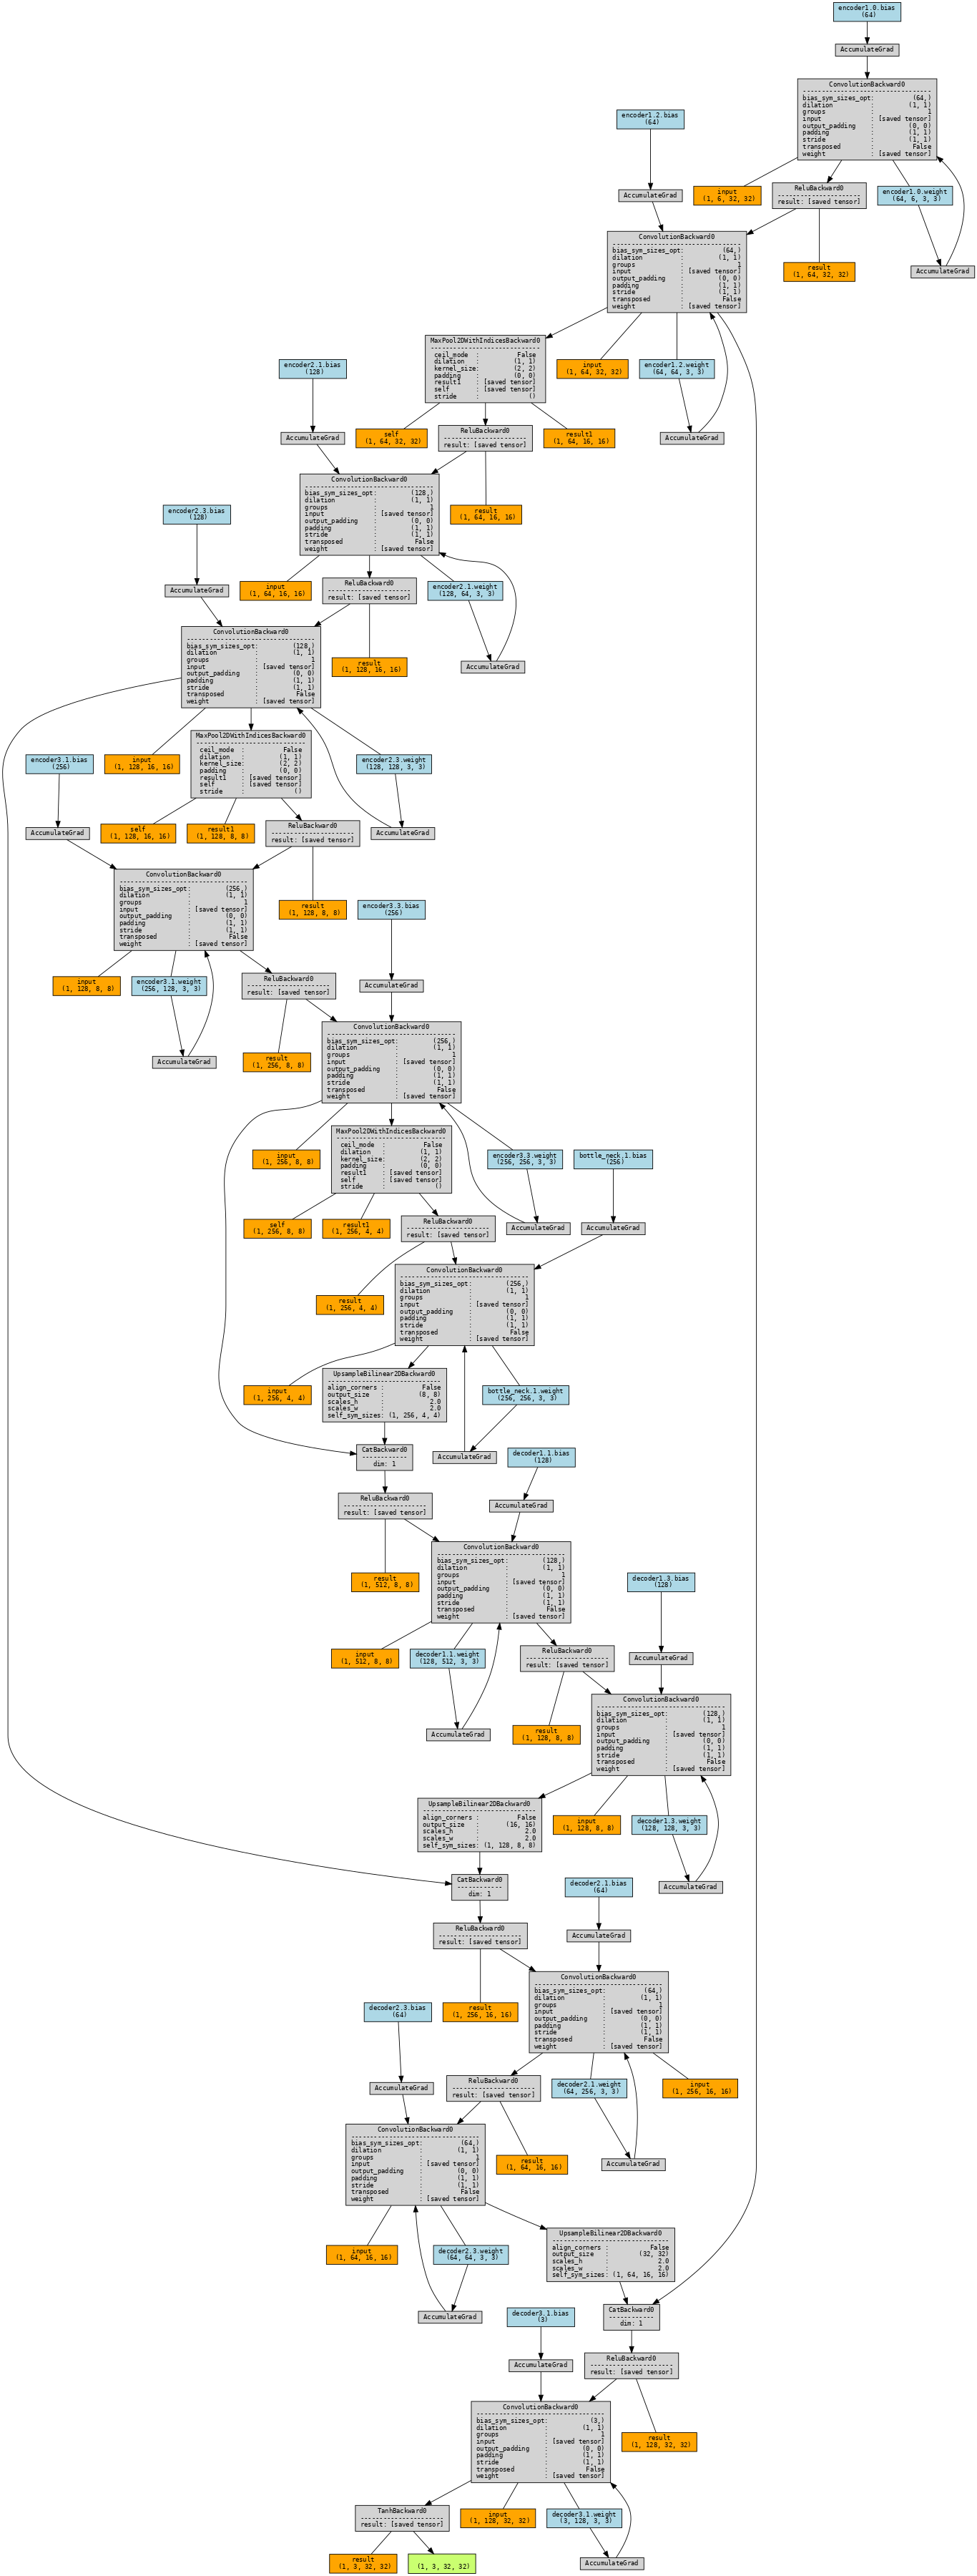 encoder1.0.bias
(64)
AccumulateGrad
ConvolutionBackward0
----------------------------------
bias_sym_sizes_opt: (64,)
dilation : (1, 1)
groups : 1
input : [saved tensor]
output_padding : (0, 0)
padding : (1, 1)
stride : (1, 1)
transposed : False
weight : [saved tensor]
encoder1.2.bias
(64)
input
(1, 6, 32, 32)
ReluBackward0
----------------------
result: [saved tensor]
encoder1.0.weight
(64, 6, 3, 3)
AccumulateGrad
result
(1, 64, 32, 32)
AccumulateGrad
ConvolutionBackward0
----------------------------------
bias_sym_sizes_opt: (64,)
dilation : (1, 1)
groups : 1
input : [saved tensor]
output_padding : (0, 0)
padding : (1, 1)
stride : (1, 1)
transposed : False
weight : [saved tensor]
MaxPool2DWithIndicesBackward0
-----------------------------
ceil_mode : False
dilation : (1, 1)
kernel_size: (2, 2)
padding : (0, 0)
result1 : [saved tensor]
self : [saved tensor]
stride : ()
input
(1, 64, 32, 32)
encoder1.2.weight
(64, 64, 3, 3)
AccumulateGrad
encoder2.1.bias
(128)
AccumulateGrad
self
(1, 64, 32, 32)
ReluBackward0
----------------------
result: [saved tensor]
result1
(1, 64, 16, 16)
ConvolutionBackward0
----------------------------------
bias_sym_sizes_opt: (128,)
dilation : (1, 1)
groups : 1
input : [saved tensor]
output_padding : (0, 0)
padding : (1, 1)
stride : (1, 1)
transposed : False
weight : [saved tensor]
result
(1, 64, 16, 16)
encoder2.3.bias
(128)
AccumulateGrad
input
(1, 64, 16, 16)
ReluBackward0
----------------------
result: [saved tensor]
encoder2.1.weight
(128, 64, 3, 3)
AccumulateGrad
result
(1, 128, 16, 16)
ConvolutionBackward0
----------------------------------
bias_sym_sizes_opt: (128,)
dilation : (1, 1)
groups : 1
input : [saved tensor]
output_padding : (0, 0)
padding : (1, 1)
stride : (1, 1)
transposed : False
weight : [saved tensor]
encoder3.1.bias
(256)
input
(1, 128, 16, 16)
MaxPool2DWithIndicesBackward0
-----------------------------
ceil_mode : False
dilation : (1, 1)
kernel_size: (2, 2)
padding : (0, 0)
result1 : [saved tensor]
self : [saved tensor]
stride : ()
encoder2.3.weight
(128, 128, 3, 3)
AccumulateGrad
AccumulateGrad
self
(1, 128, 16, 16)
result1
(1, 128, 8, 8)
ReluBackward0
----------------------
result: [saved tensor]
ConvolutionBackward0
----------------------------------
bias_sym_sizes_opt: (256,)
dilation : (1, 1)
groups : 1
input : [saved tensor]
output_padding : (0, 0)
padding : (1, 1)
stride : (1, 1)
transposed : False
weight : [saved tensor]
result
(1, 128, 8, 8)
encoder3.3.bias
(256)
AccumulateGrad
input
(1, 128, 8, 8)
encoder3.1.weight
(256, 128, 3, 3)
ReluBackward0
----------------------
result: [saved tensor]
AccumulateGrad
result
(1, 256, 8, 8)
ConvolutionBackward0
----------------------------------
bias_sym_sizes_opt: (256,)
dilation : (1, 1)
groups : 1
input : [saved tensor]
output_padding : (0, 0)
padding : (1, 1)
stride : (1, 1)
transposed : False
weight : [saved tensor]
input
(1, 256, 8, 8)
MaxPool2DWithIndicesBackward0
-----------------------------
ceil_mode : False
dilation : (1, 1)
kernel_size: (2, 2)
padding : (0, 0)
result1 : [saved tensor]
self : [saved tensor]
stride : ()
encoder3.3.weight
(256, 256, 3, 3)
bottle_neck.1.bias
(256)
self
(1, 256, 8, 8)
result1
(1, 256, 4, 4)
ReluBackward0
----------------------
result: [saved tensor]
AccumulateGrad
AccumulateGrad
result
(1, 256, 4, 4)
ConvolutionBackward0
----------------------------------
bias_sym_sizes_opt: (256,)
dilation : (1, 1)
groups : 1
input : [saved tensor]
output_padding : (0, 0)
padding : (1, 1)
stride : (1, 1)
transposed : False
weight : [saved tensor]
input
(1, 256, 4, 4)
UpsampleBilinear2DBackward0
------------------------------
align_corners : False
output_size : (8, 8)
scales_h : 2.0
scales_w : 2.0
self_sym_sizes: (1, 256, 4, 4)
bottle_neck.1.weight
(256, 256, 3, 3)
CatBackward0
------------
dim: 1
AccumulateGrad
decoder1.1.bias
(128)
ReluBackward0
----------------------
result: [saved tensor]
AccumulateGrad
result
(1, 512, 8, 8)
ConvolutionBackward0
----------------------------------
bias_sym_sizes_opt: (128,)
dilation : (1, 1)
groups : 1
input : [saved tensor]
output_padding : (0, 0)
padding : (1, 1)
stride : (1, 1)
transposed : False
weight : [saved tensor]
decoder1.3.bias
(128)
input
(1, 512, 8, 8)
decoder1.1.weight
(128, 512, 3, 3)
ReluBackward0
----------------------
result: [saved tensor]
AccumulateGrad
AccumulateGrad
result
(1, 128, 8, 8)
ConvolutionBackward0
----------------------------------
bias_sym_sizes_opt: (128,)
dilation : (1, 1)
groups : 1
input : [saved tensor]
output_padding : (0, 0)
padding : (1, 1)
stride : (1, 1)
transposed : False
weight : [saved tensor]
UpsampleBilinear2DBackward0
------------------------------
align_corners : False
output_size : (16, 16)
scales_h : 2.0
scales_w : 2.0
self_sym_sizes: (1, 128, 8, 8)
input
(1, 128, 8, 8)
decoder1.3.weight
(128, 128, 3, 3)
AccumulateGrad
CatBackward0
------------
dim: 1
decoder2.1.bias
(64)
ReluBackward0
----------------------
result: [saved tensor]
AccumulateGrad
result
(1, 256, 16, 16)
ConvolutionBackward0
----------------------------------
bias_sym_sizes_opt: (64,)
dilation : (1, 1)
groups : 1
input : [saved tensor]
output_padding : (0, 0)
padding : (1, 1)
stride : (1, 1)
transposed : False
weight : [saved tensor]
decoder2.3.bias
(64)
AccumulateGrad
ReluBackward0
----------------------
result: [saved tensor]
decoder2.1.weight
(64, 256, 3, 3)
input
(1, 256, 16, 16)
ConvolutionBackward0
----------------------------------
bias_sym_sizes_opt: (64,)
dilation : (1, 1)
groups : 1
input : [saved tensor]
output_padding : (0, 0)
padding : (1, 1)
stride : (1, 1)
transposed : False
weight : [saved tensor]
result
(1, 64, 16, 16)
AccumulateGrad
input
(1, 64, 16, 16)
decoder2.3.weight
(64, 64, 3, 3)
UpsampleBilinear2DBackward0
-------------------------------
align_corners : False
output_size : (32, 32)
scales_h : 2.0
scales_w : 2.0
self_sym_sizes: (1, 64, 16, 16)
AccumulateGrad
decoder3.1.bias
(3)
CatBackward0
------------
dim: 1
AccumulateGrad
ReluBackward0
----------------------
result: [saved tensor]
ConvolutionBackward0
----------------------------------
bias_sym_sizes_opt: (3,)
dilation : (1, 1)
groups : 1
input : [saved tensor]
output_padding : (0, 0)
padding : (1, 1)
stride : (1, 1)
transposed : False
weight : [saved tensor]
result
(1, 128, 32, 32)
TanhBackward0
----------------------
result: [saved tensor]
input
(1, 128, 32, 32)
decoder3.1.weight
(3, 128, 3, 3)
result
(1, 3, 32, 32)
(1, 3, 32, 32)
AccumulateGrad